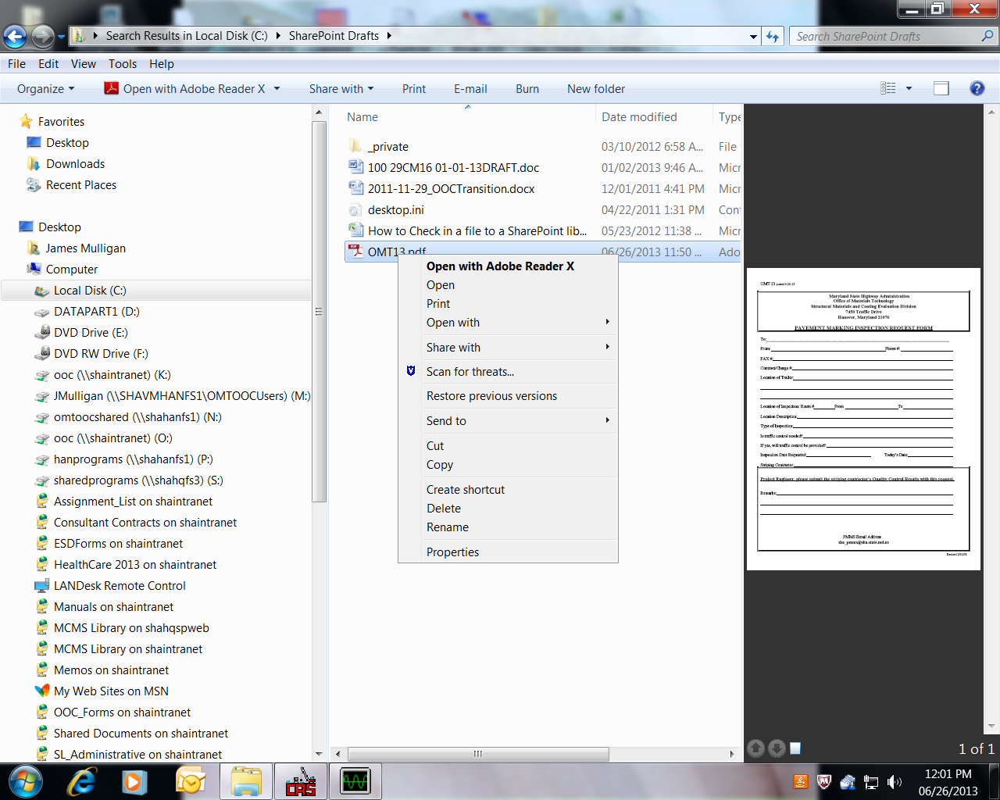 Search Results in Local Disk (C:) SharePoint Drafts
Search SharePoint Drafts
File Edit View Tools Help
Organize Open with Adobe Reader X Share with Print E-mail Burn New folder
Favorites
Desktop
Downloads
Recent Places
Desktop
James Mulligan
Computer
Local Disk (C:)
DATAPART1 (D:)
DVD Drive (E:)
DVD RW Drive (F:)
ooc (\\shaintranet) (K:)
JMulligan (\\SHAVMHANFS1\OMTOOCUsers) (M:)
omtoocshared (\\shahanfs1) (N:)
ooc (\\shaintranet) (O:)
hanprograms (\\shahanfs1) (P:)
sharedprograms (\\shahqfs3) (S:)
Assignment_List on shaintranet
Consultant Contracts on shaintranet
ESDForms on shaintranet
HealthCare 2013 on shaintranet
LANDesk Remote Control
Manuals on shaintranet
MCMS Library on shahqspweb
MCMS Library on shaintranet
Memos on shaintranet
My Web Sites on MSN
OOC_Forms on shaintranet
Shared Documents on shaintranet
SL_Administrative on shaintranet
Name Date modified Type
_private 03/10/2012 6:58 A... File
100 29CM16 01-01-13DRAFT.doc 01/02/2013 9:46 A... Micr
2011-11-29_OOCTransition.docx 12/01/2011 4:41 PM Micr
desktop.ini 04/22/2011 1:31 PM Con
How to Check in a file to a SharePoint lib... 05/23/2012 11:38 ... Micr
OMT13.pdf 06/26/2013 11:50 ... Ado
Open with Adobe Reader X
Open
Print
Open with
Share with
Scan for threats...
Restore previous versions
Send to
Cut
Copy
Create shortcut
Delete
Rename
Properties
OMT 13
Maryland State Highway Administration
Office of Materials Technology
Structural Materials and Coating Evaluation Division
7450 Traffic Drive
Hanover, Maryland 21076
PAVEMENT MARKING INSPECTION REQUEST FORM
To:
From: Phone #:
FAX #:
Contract/Charge #:
Location of Trailer:
Location of Inspection: Route # From To
Location Description:
Type of Inspection:
Is traffic control needed?
If yes, will traffic control be provided?
Inspection Date Requested: Today's Date:
Striping Contractor:
Project Engineer, please submit the striping contractor's Quality Control Results with this request.
Remarks:
PMMS Email Address
sha_pmms@sha.state.md.us
1 of 1
CAS
12:01 PM
06/26/2013